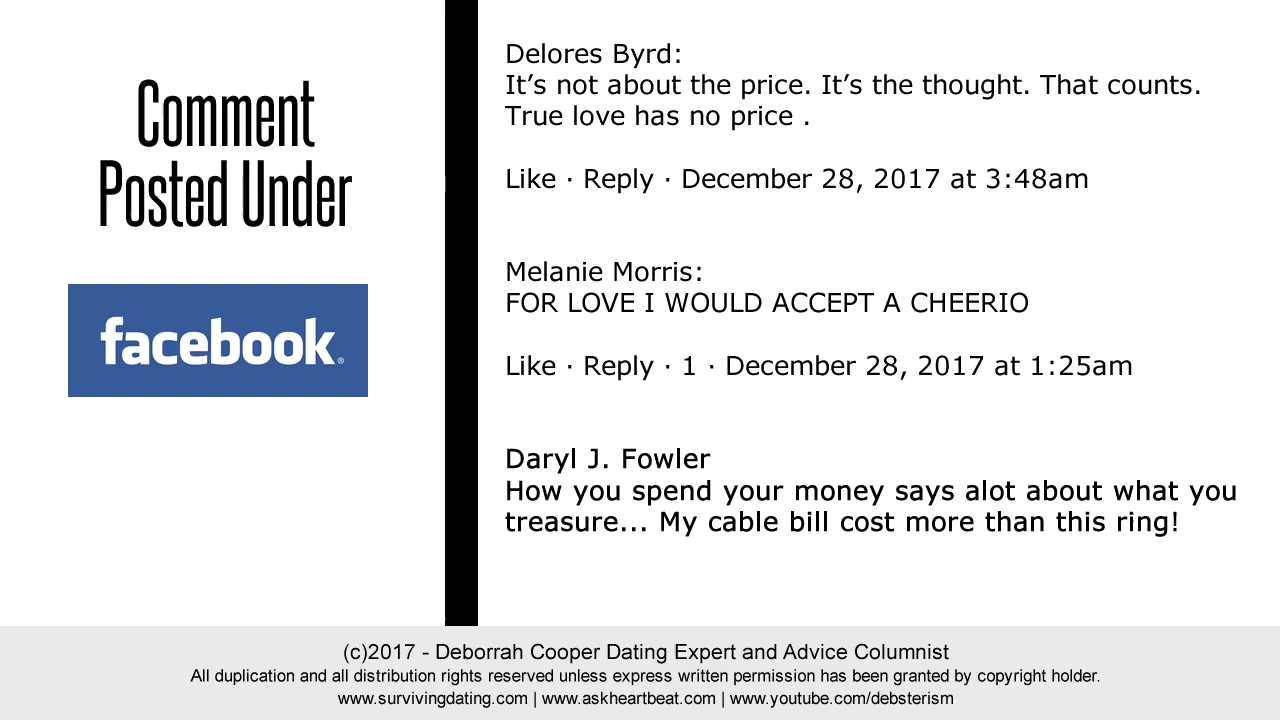 Comment
Posted Under
facebook®
Delores Byrd:
It’s not about the price. It’s the thought. That counts.
True love has no price .
Like · Reply · December 28, 2017 at 3:48am
Melanie Morris:
FOR LOVE I WOULD ACCEPT A CHEERIO
Like · Reply · 1 · December 28, 2017 at 1:25am
Daryl J. Fowler
How you spend your money says alot about what you
treasure... My cable bill cost more than this ring!
(c)2017 - Deborrah Cooper Dating Expert and Advice Columnist
All duplication and all distribution rights reserved unless express written permission has been granted by copyright holder.
www.survivingdating.com | www.askheartbeat.com | www.youtube.com/debsterism